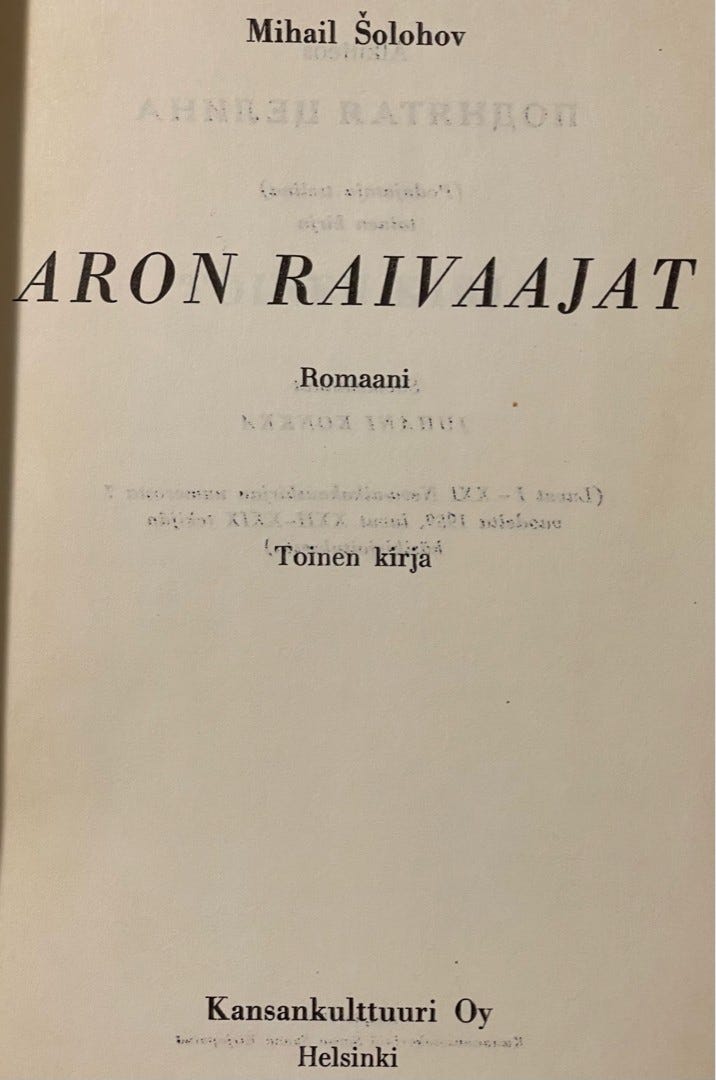 Mihail Šolohov
ARON RAIVAAJAT
Romaani
Toinen kirja
Kansankulttuuri Oy
Helsinki